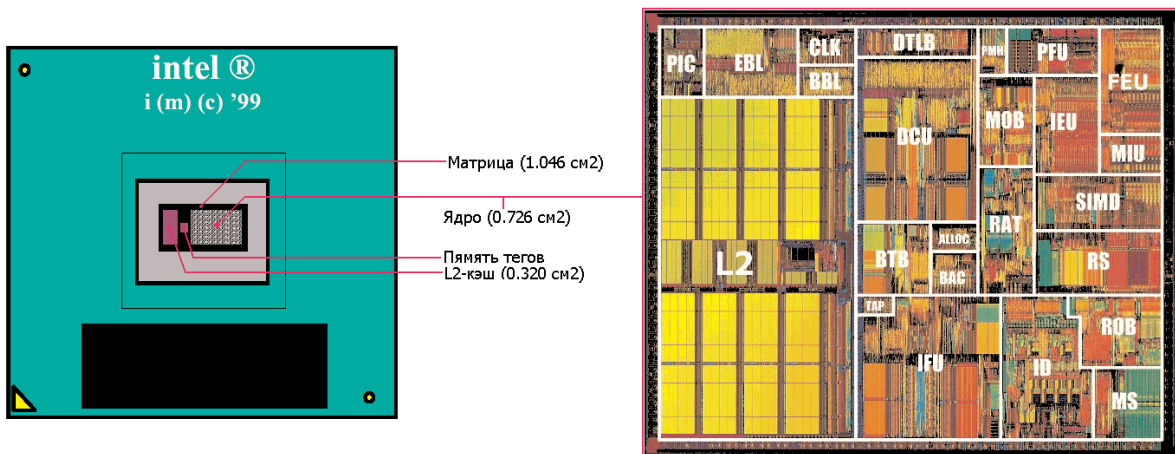 intel ®
i (m) (c) '99
Матрица (1.046 см2)
Ядро (0.726 см2)
Пямять тегов
L2-кэш (0.320 см2)
PIC
EBL
CLK
BBL
DTLB
PMH
PFU
FEU
DCU
MOB
IEU
MIU
SIMD
L2
BTB
ALLOC
BAC
RAT
RS
TAP
IFU
ID
ROB
MS